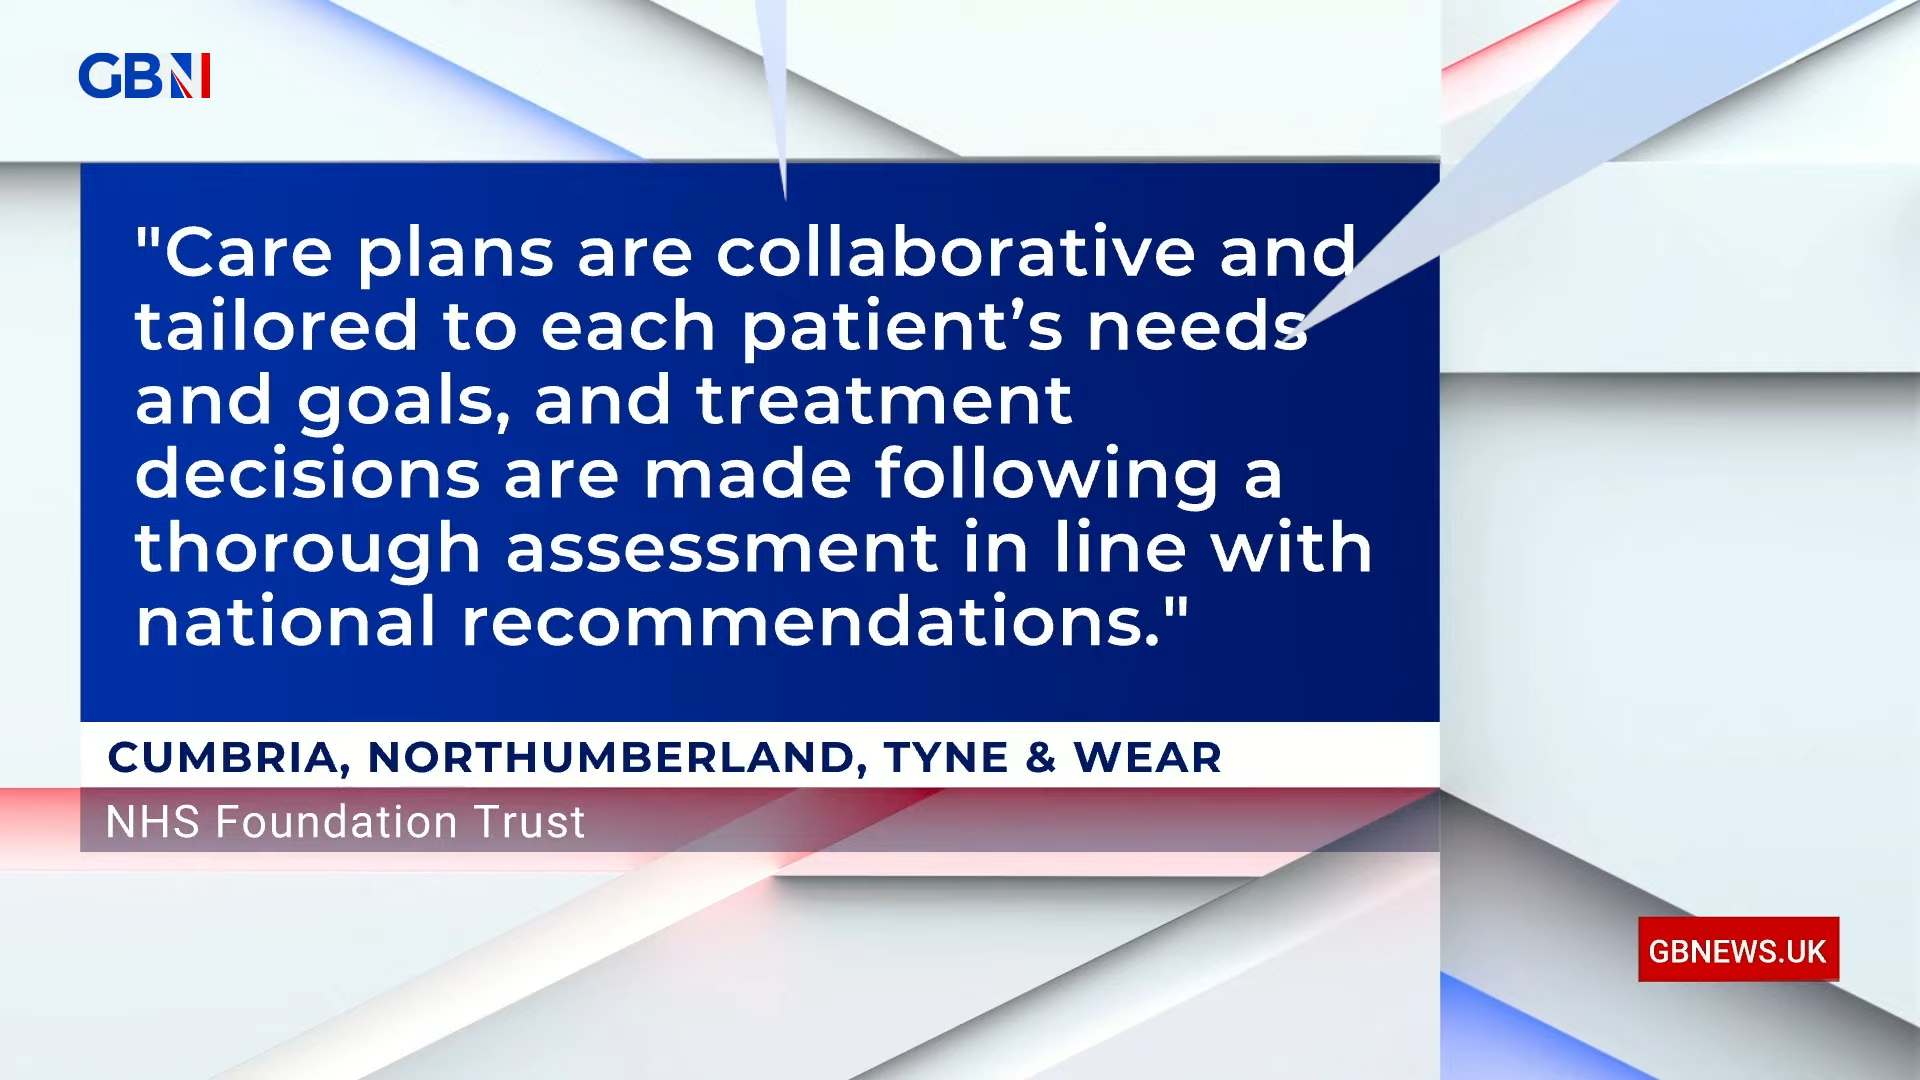 GBN
"Care plans are collaborative and
tailored to each patient’s needs
and goals, and treatment
decisions are made following a
thorough assessment in line with
national recommendations."
CUMBRIA, NORTHUMBERLAND, TYNE & WEAR
NHS Foundation Trust
GBNEWS.UK